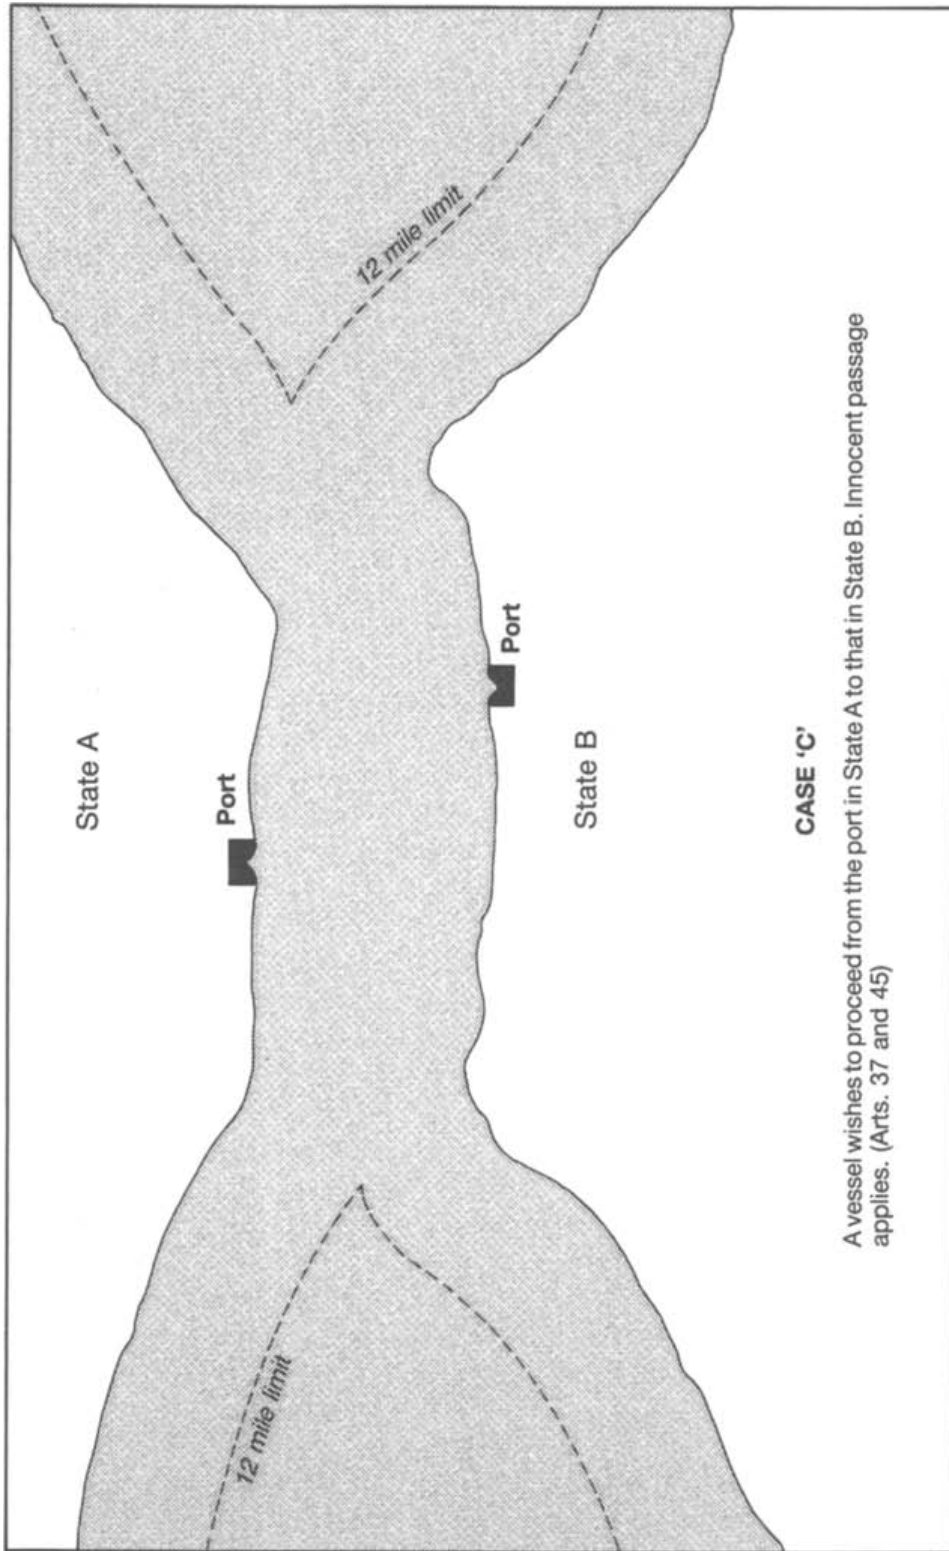 State A
Port
12 mile limit
12 mile limit
Port
State B
CASE 'C'
A vessel wishes to proceed from the port in State A to that in State B. Innocent passage
applies. (Arts. 37 and 45)